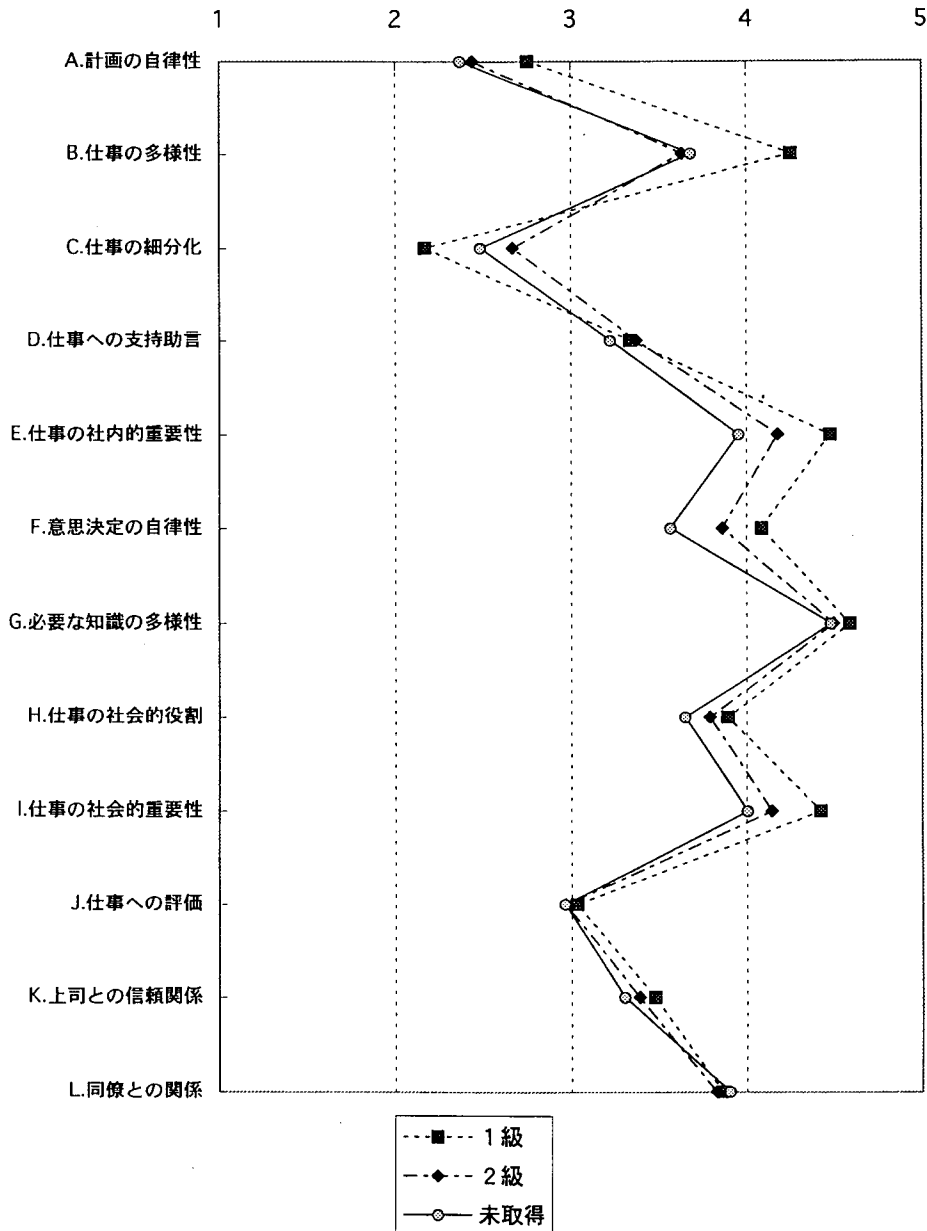 1 2 3 4 5
A.計画の自律性
B.仕事の多様性
C.仕事の細分化
D.仕事への支持助言
E.仕事の社内的重要性
F.意思決定の自律性
G.必要な知識の多様性
H.仕事の社会的役割
I.仕事の社会的重要性
J.仕事への評価
K.上司との信頼関係
L.同僚との関係
1級
2級
未取得